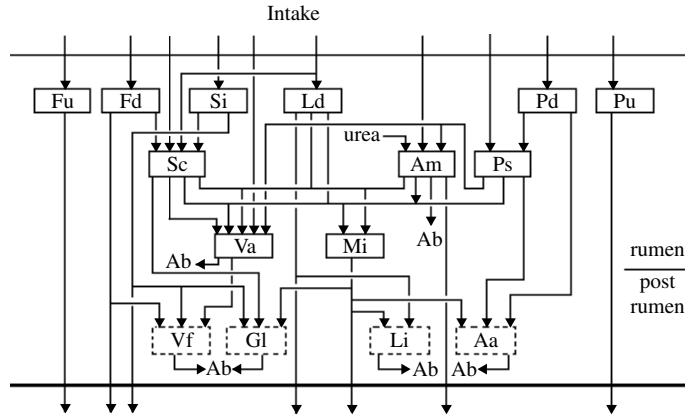 Intake
Fu Fd Si Ld Pd Pu
urea
Sc Am Ps
Ab
Va Mi
Ab
rumen
post
rumen
Vf Gl Li Aa
Ab Ab Ab